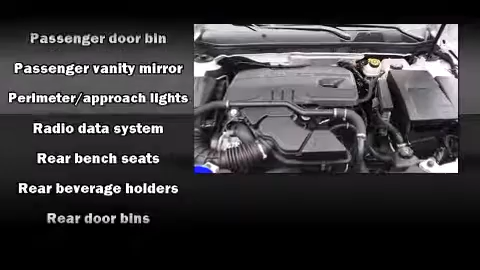 Passenger door bin
Passenger vanity mirror
Perimeter/approach lights
Radio data system
Rear bench seats
Rear beverage holders
Rear door bins